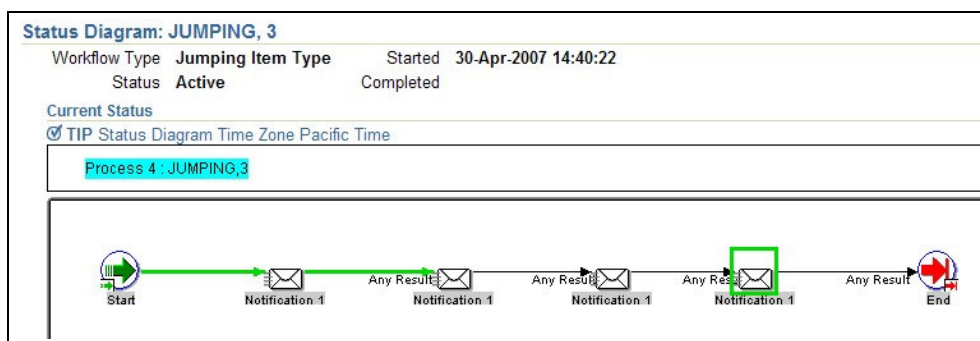 Status Diagram: JUMPING, 3
Workflow Type Jumping Item Type Started 30-Apr-2007 14:40:22
Status Active Completed
Current Status
TIP Status Diagram Time Zone Pacific Time
Process 4 : JUMPING,3
Any Result Any Result Any Res Any Result
Start Notification 1 Notification 1 Notification 1 Notification 1 End